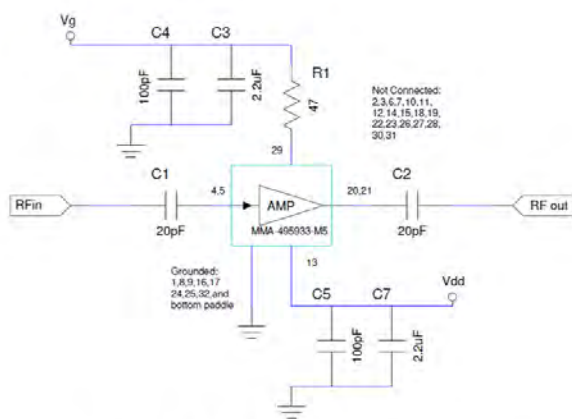 Vg
C4
C3
100pF
2.2uF
R1
47
Not Connected:
2,3,6,7,10,11,
12,14,15,18,19,
22,23,26,27,28,
30,31
29
C1
4,5
20,21
C2
RFin
AMP
RF out
20pF
MMA-495933-M5
20pF
13
Grounded:
1,8,9,16,17
24,25,32,and
bottom paddle
C5
C7
Vdd
100pF
2.2uF